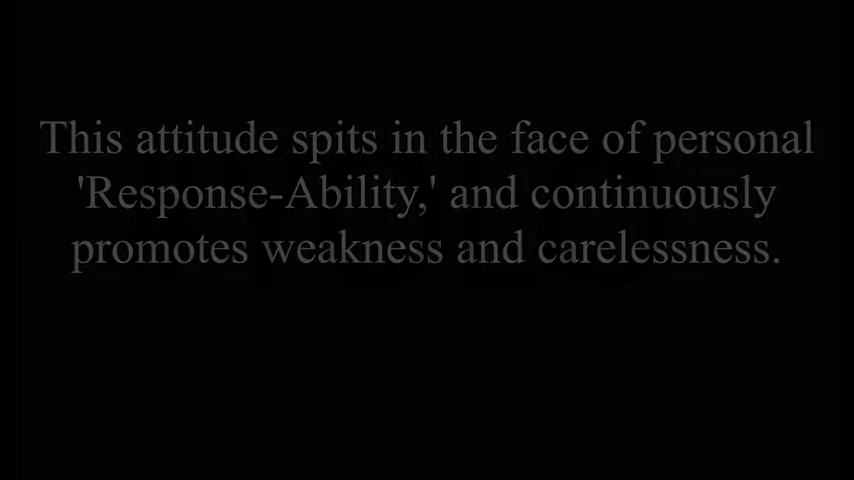 This attitude spits in the face of personal
'Response-Ability,' and continuously
promotes weakness and carelessness.